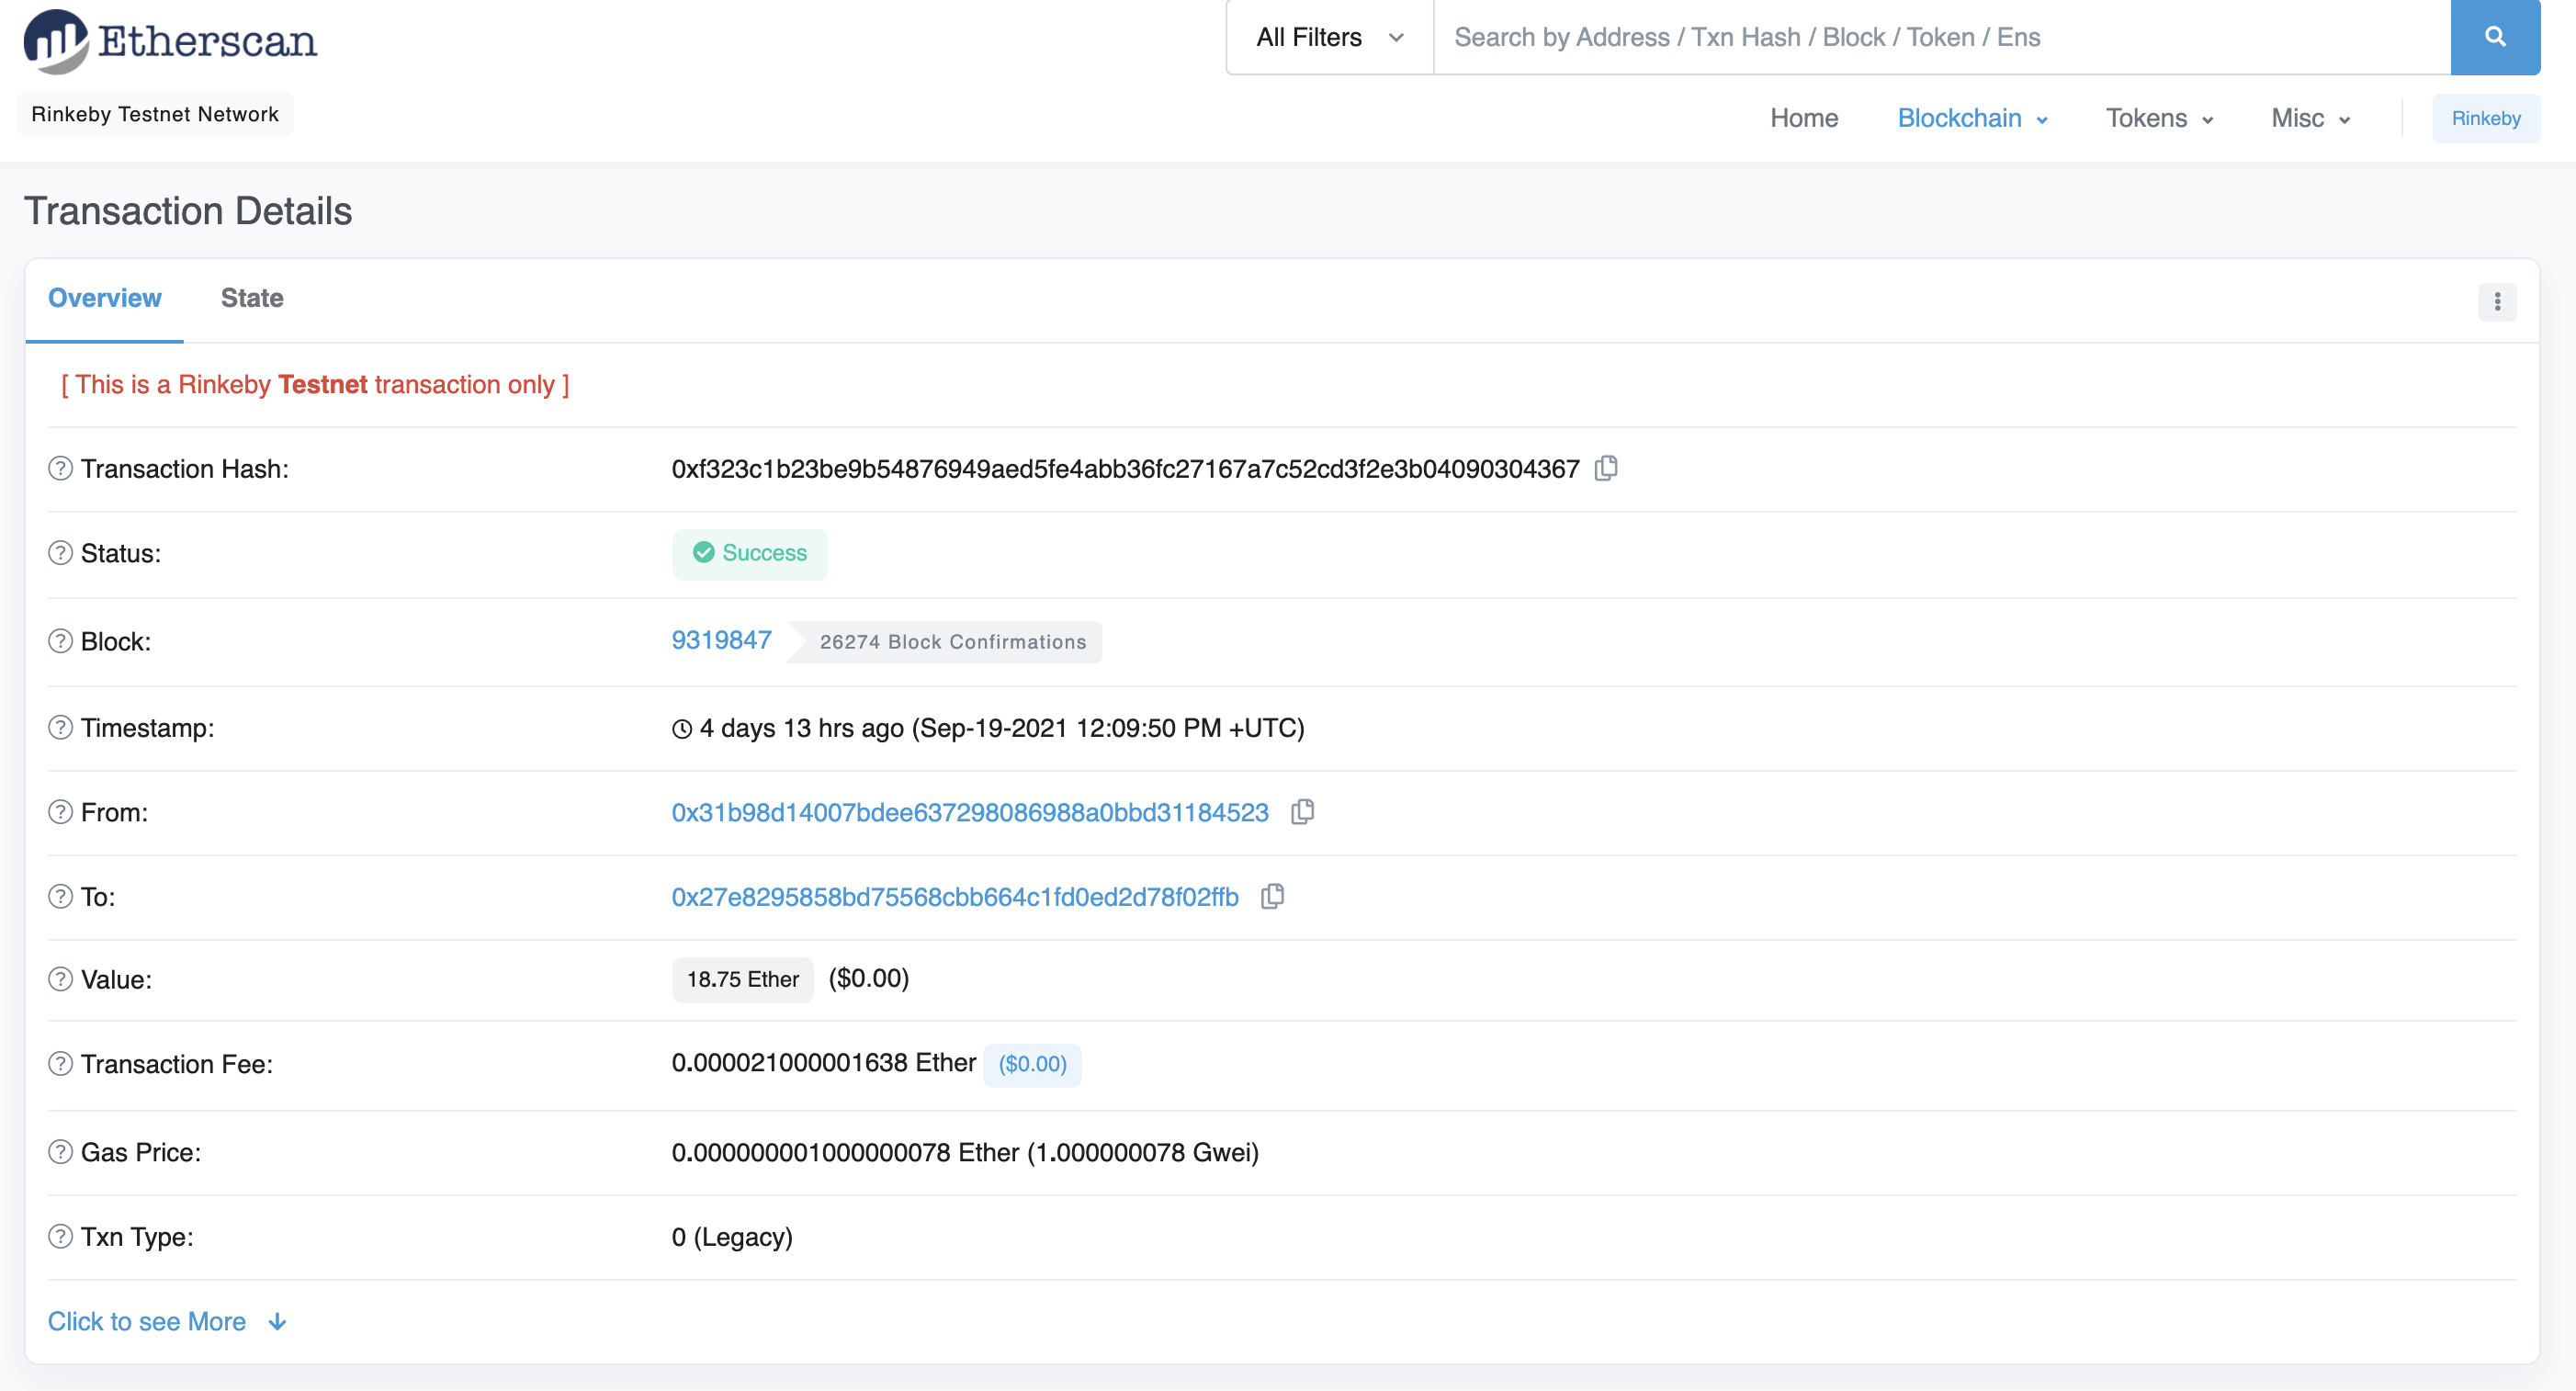 Etherscan
All Filters Search by Address / Txn Hash / Block / Token / Ens
Rinkeby Testnet Network
Home Blockchain Tokens Misc Rinkeby
Transaction Details
Overview State
[ This is a Rinkeby Testnet transaction only ]
Transaction Hash: 0xf323c1b23be9b54876949aed5fe4abb36fc27167a7c52cd3f2e3b04090304367
Status: Success
Block: 9319847 26274 Block Confirmations
Timestamp: 4 days 13 hrs ago (Sep-19-2021 12:09:50 PM +UTC)
From: 0x31b98d14007bdee637298086988a0bbd31184523
To: 0x27e8295858bd75568cbb664c1fd0ed2d78f02ffb
Value: 18.75 Ether ($0.00)
Transaction Fee: 0.000021000001638 Ether ($0.00)
Gas Price: 0.000000001000000078 Ether (1.000000078 Gwei)
Txn Type: 0 (Legacy)
Click to see More